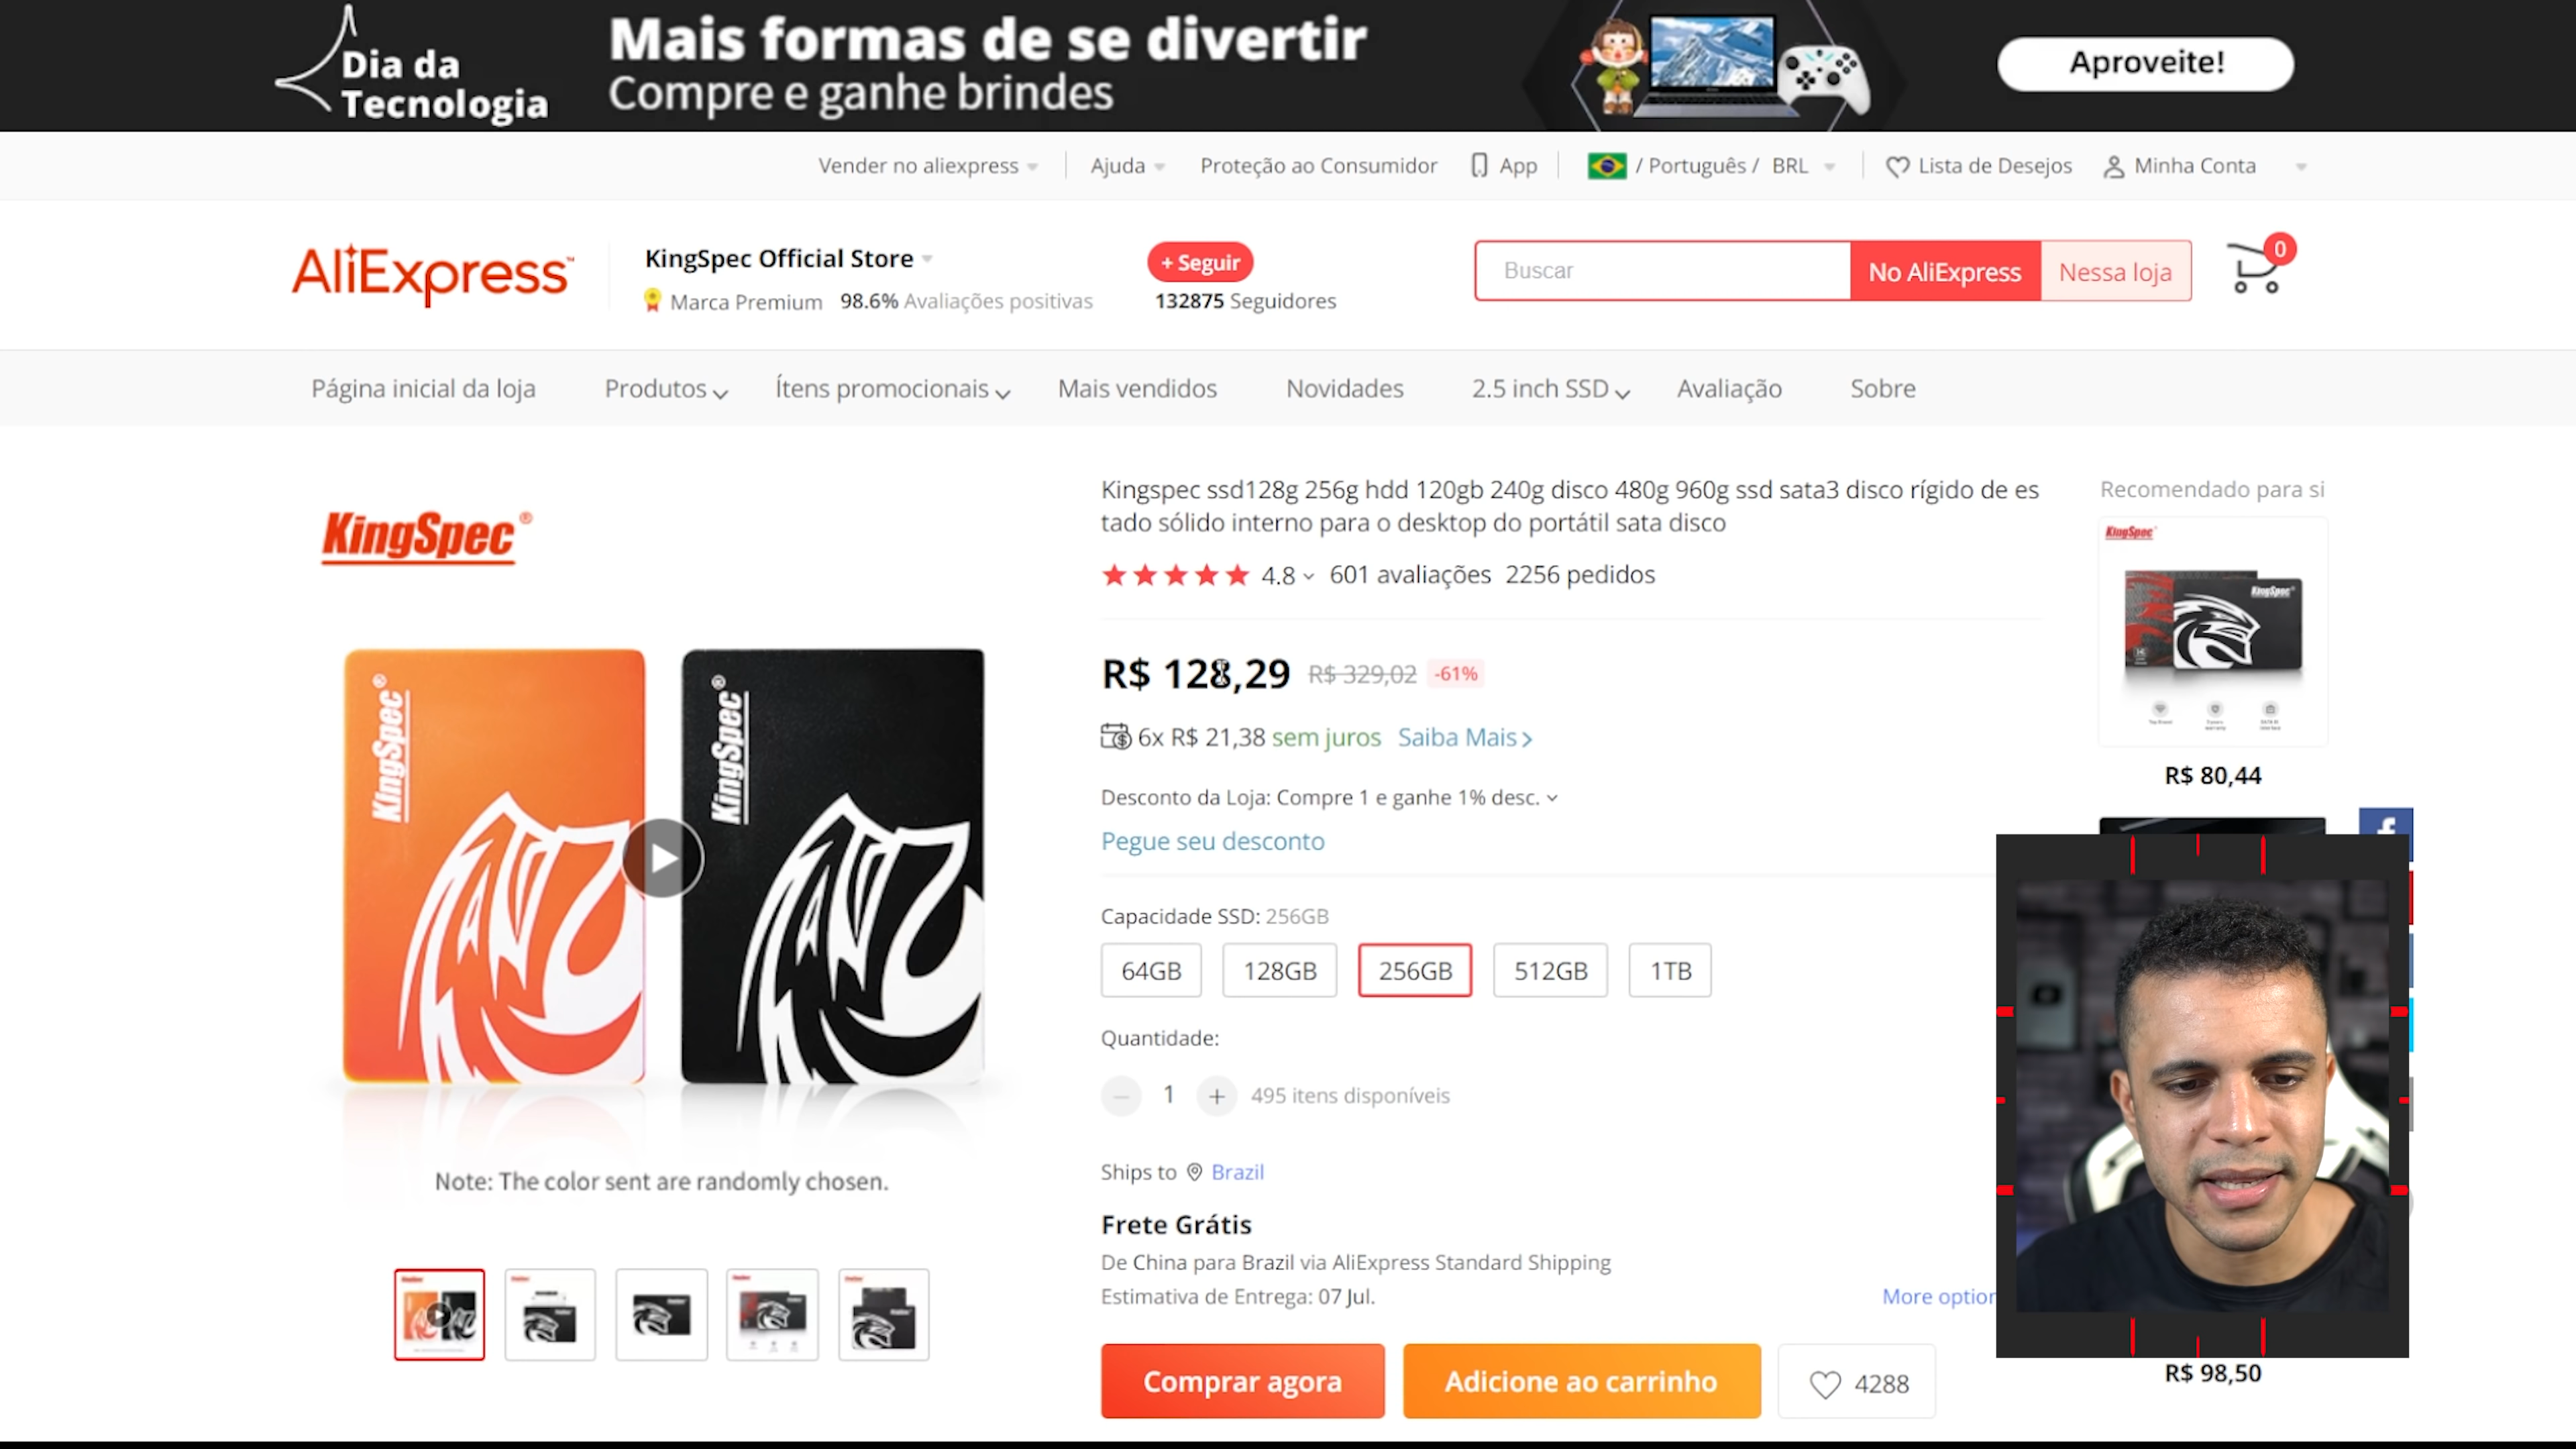 Dia da
Tecnologia
Mais formas de se divertir
Compre e ganhe brindes
Aproveite!
Vender no aliexpress
Ajuda
Proteção ao Consumidor
App
/ Português / BRL
Lista de Desejos
Minha Conta
AliExpress
KingSpec Official Store
Marca Premium 98.6% Avaliações positivas
+ Seguir
132875 Seguidores
Buscar
No AliExpress
Nessa loja
0
Página inicial da loja
Produtos
Ítens promocionais
Mais vendidos
Novidades
2.5 inch SSD
Avaliação
Sobre
KingSpec®
KingSpec®
KingSpec®
Note: The color sent are randomly chosen.
Kingspec ssd128g 256g hdd 120gb 240g disco 480g 960g ssd sata3 disco rígido de es
tado sólido interno para o desktop do portátil sata disco
4.8 601 avaliações 2256 pedidos
R$ 128,29 R$ 329,02 -61%
6x R$ 21,38 sem juros Saiba Mais
Desconto da Loja: Compre 1 e ganhe 1% desc.
Pegue seu desconto
Capacidade SSD: 256GB
64GB
128GB
256GB
512GB
1TB
Quantidade:
1
495 itens disponíveis
Ships to Brazil
Frete Grátis
De China para Brazil via AliExpress Standard Shipping
Estimativa de Entrega: 07 Jul.
More option
Comprar agora
Adicione ao carrinho
4288
Recomendado para si
KingSpec
KingSpec
R$ 80,44
R$ 98,50